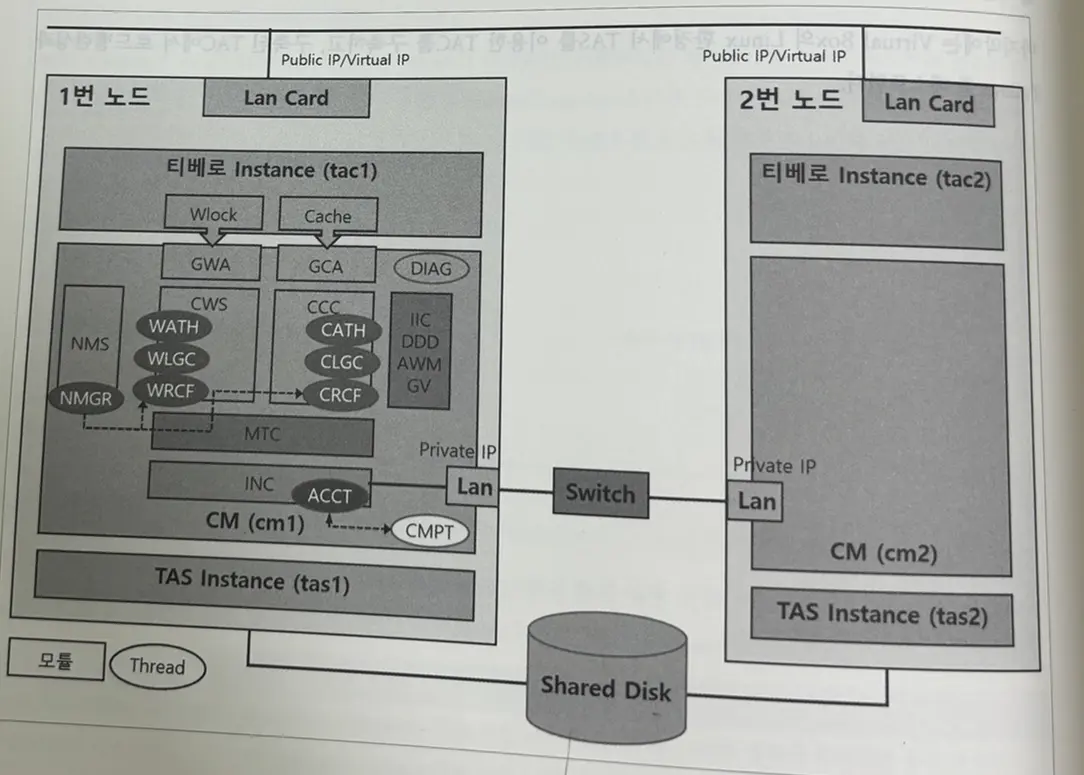 Public IP/Virtual IP
Public IP/Virtual IP
1번 노드
Lan Card
2번 노드
Lan Card
티베로 Instance (tac1)
티베로 Instance (tac2)
Wlock
Cache
GWA
GCA
DIAG
NMS
CWS
CCC
IIC
DDD
AWM
GV
WATH
WLGC
WRCF
CATH
CLGC
CRCF
NMGR
MTC
Private IP
Private IP
INC
ACCT
Lan
Switch
Lan
CM (cm1)
CMPT
CM (cm2)
TAS Instance (tas1)
TAS Instance (tas2)
모듈
Thread
Shared Disk